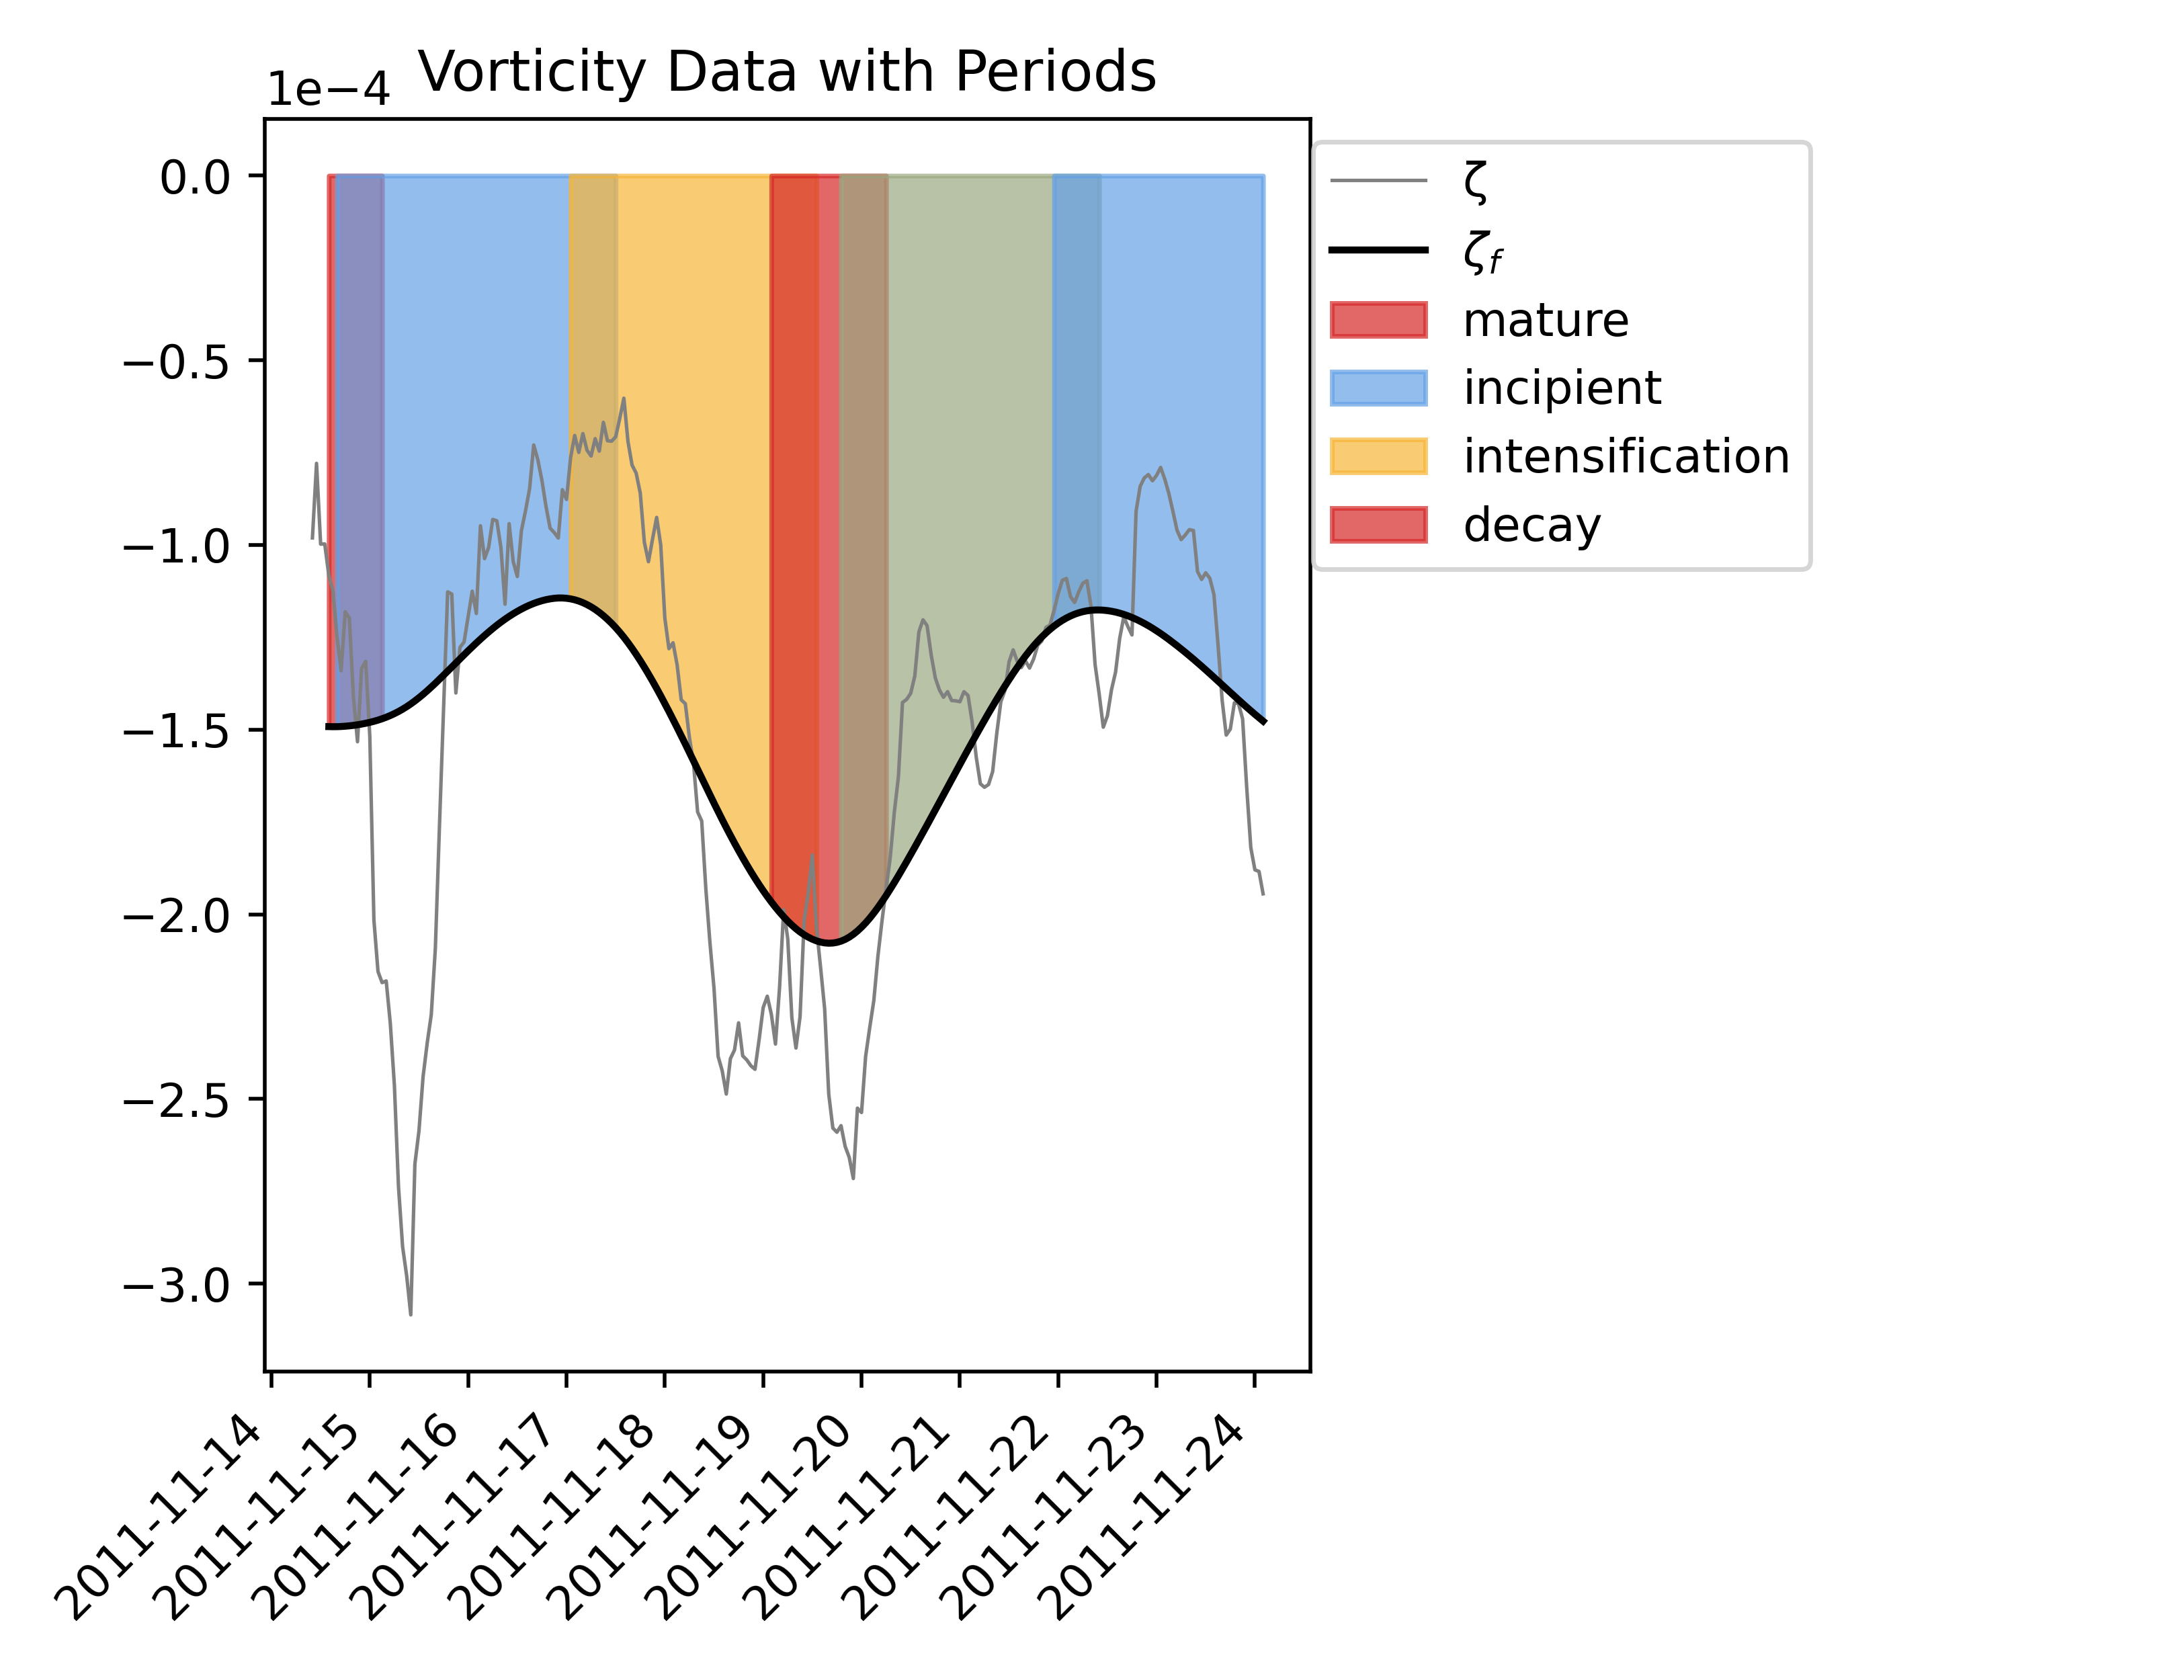 Vorticity Data with Periods
1e−4
0.0
−0.5
−1.0
−1.5
−2.0
−2.5
−3.0
2011-11-14
2011-11-15
2011-11-16
2011-11-17
2011-11-18
2011-11-19
2011-11-20
2011-11-21
2011-11-22
2011-11-23
2011-11-24
ζ
ζf
mature
incipient
intensification
decay